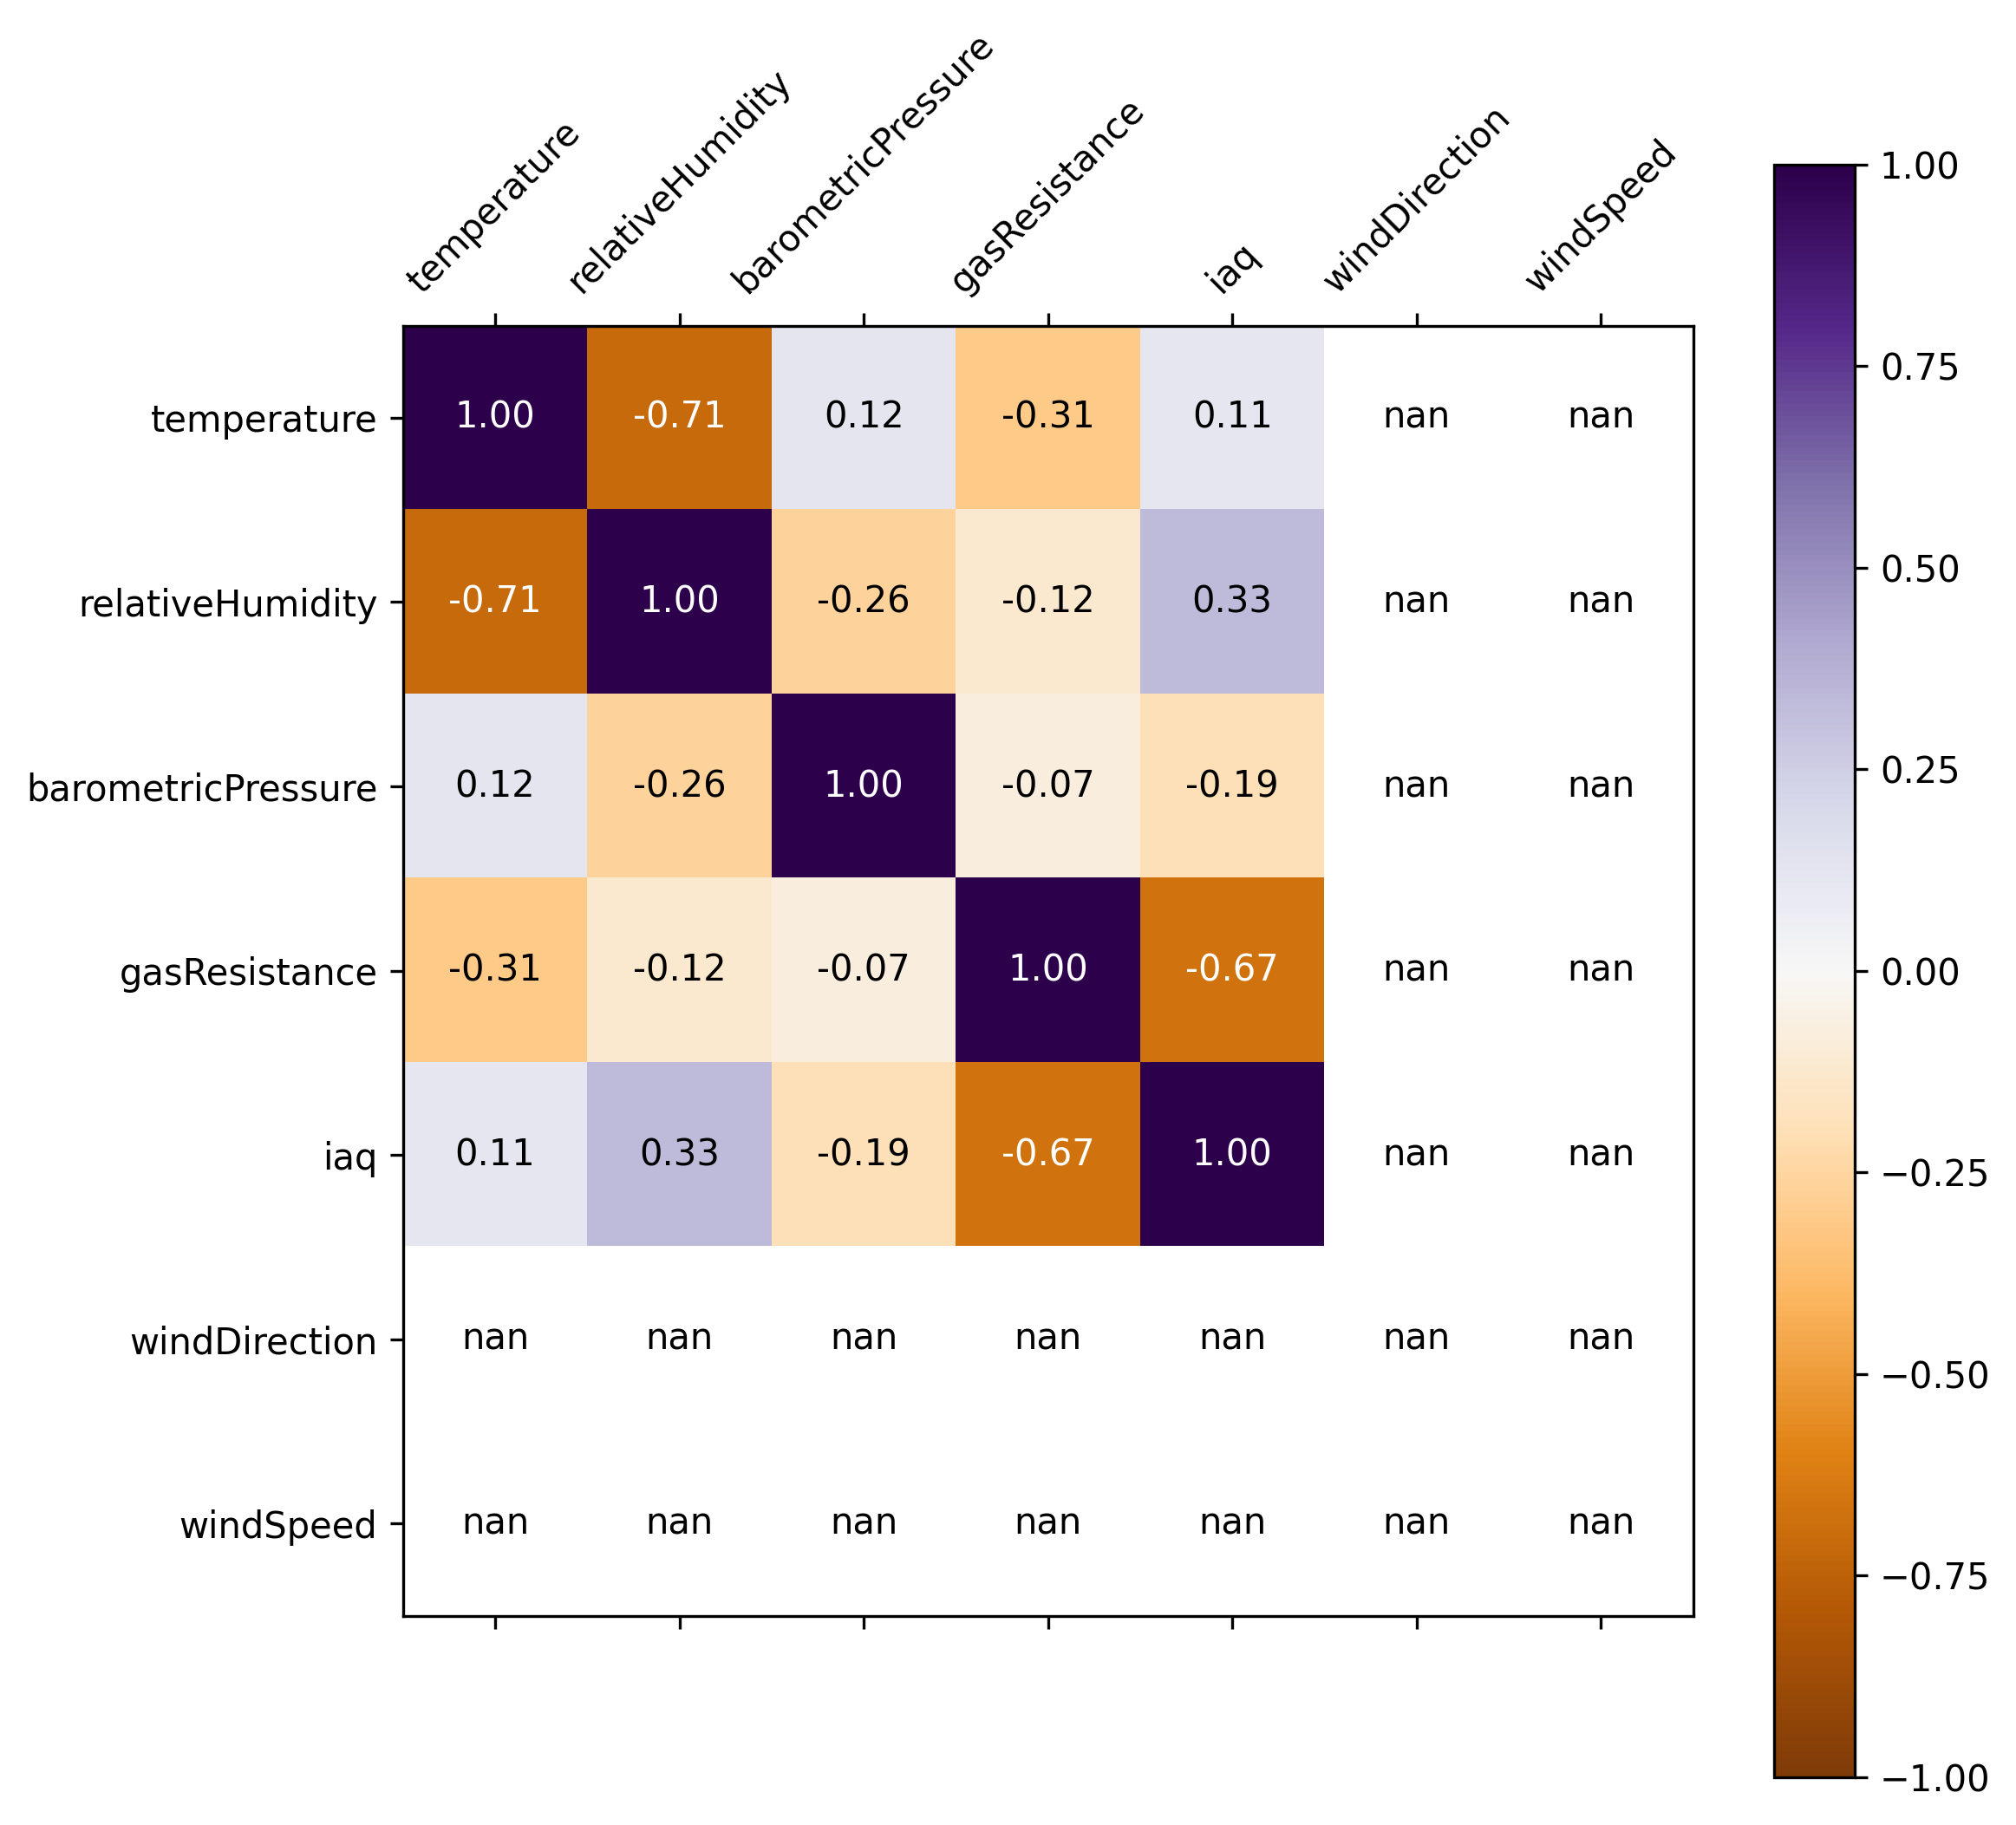 temperature
relativeHumidity
barometricPressure
gasResistance
iaq
windDirection
windSpeed
temperature 1.00 -0.71 0.12 -0.31 0.11 nan nan
relativeHumidity -0.71 1.00 -0.26 -0.12 0.33 nan nan
barometricPressure 0.12 -0.26 1.00 -0.07 -0.19 nan nan
gasResistance -0.31 -0.12 -0.07 1.00 -0.67 nan nan
iaq 0.11 0.33 -0.19 -0.67 1.00 nan nan
windDirection nan nan nan nan nan nan nan
windSpeed nan nan nan nan nan nan nan
1.00
0.75
0.50
0.25
0.00
−0.25
−0.50
−0.75
−1.00